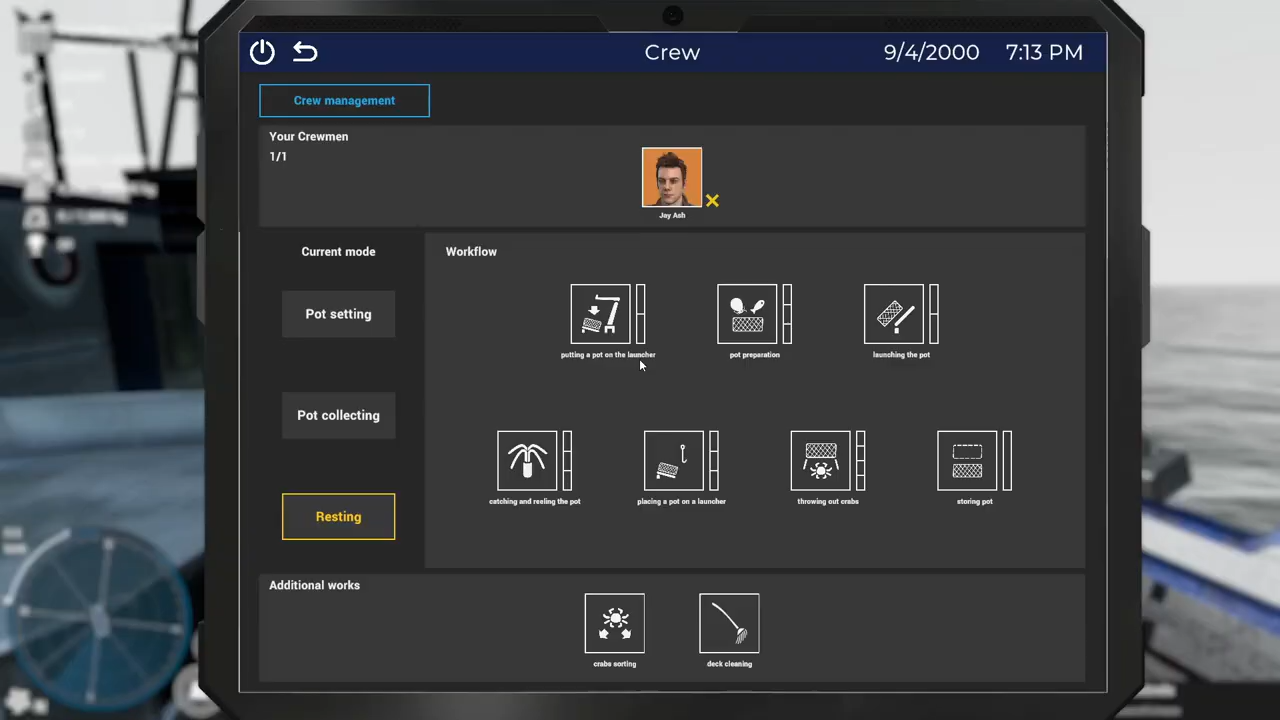 Crew
9/4/2000 7:13 PM
Crew management
Your Crewmen
1/1
Jay Ash
Current mode
Workflow
Pot setting
putting a pot on the launcher
pot preparation
launching the pot
Pot collecting
catching and reeling the pot
placing a pot on a launcher
throwing out crabs
storing pot
Resting
Additional works
crabs sorting
deck cleaning